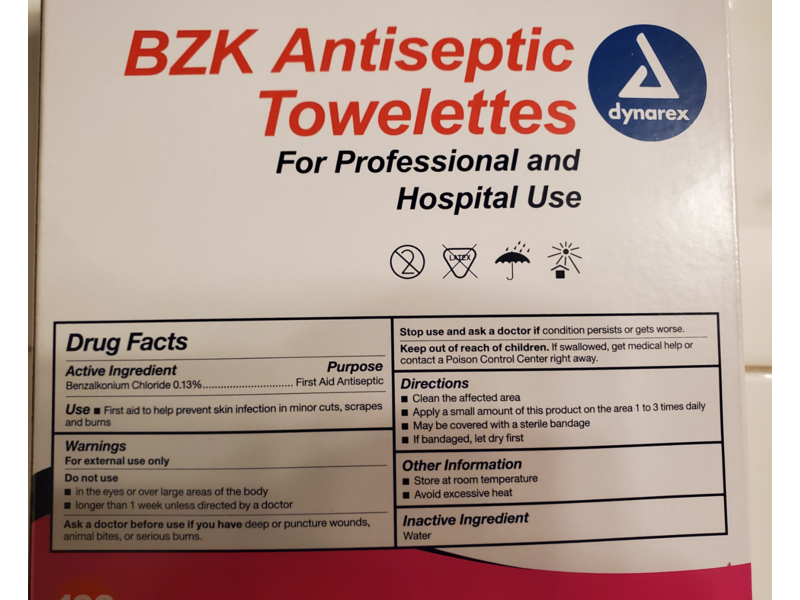 BZK Antiseptic
Towelettes
dynarex
For Professional and
Hospital Use
2
LATEX
Drug Facts
Active Ingredient Purpose
Benzalkonium Chloride 0.13%.............................. First Aid Antiseptic
Use ■ First aid to help prevent skin infection in minor cuts, scrapes
and burns
Warnings
For external use only
Do not use
■ in the eyes or over large areas of the body
■ longer than 1 week unless directed by a doctor
Ask a doctor before use if you have deep or puncture wounds,
animal bites, or serious burns.
Stop use and ask a doctor if condition persists or gets worse.
Keep out of reach of children. If swallowed, get medical help or
contact a Poison Control Center right away.
Directions
■ Clean the affected area
■ Apply a small amount of this product on the area 1 to 3 times daily
■ May be covered with a sterile bandage
■ If bandaged, let dry first
Other Information
■ Store at room temperature
■ Avoid excessive heat
Inactive Ingredient
Water